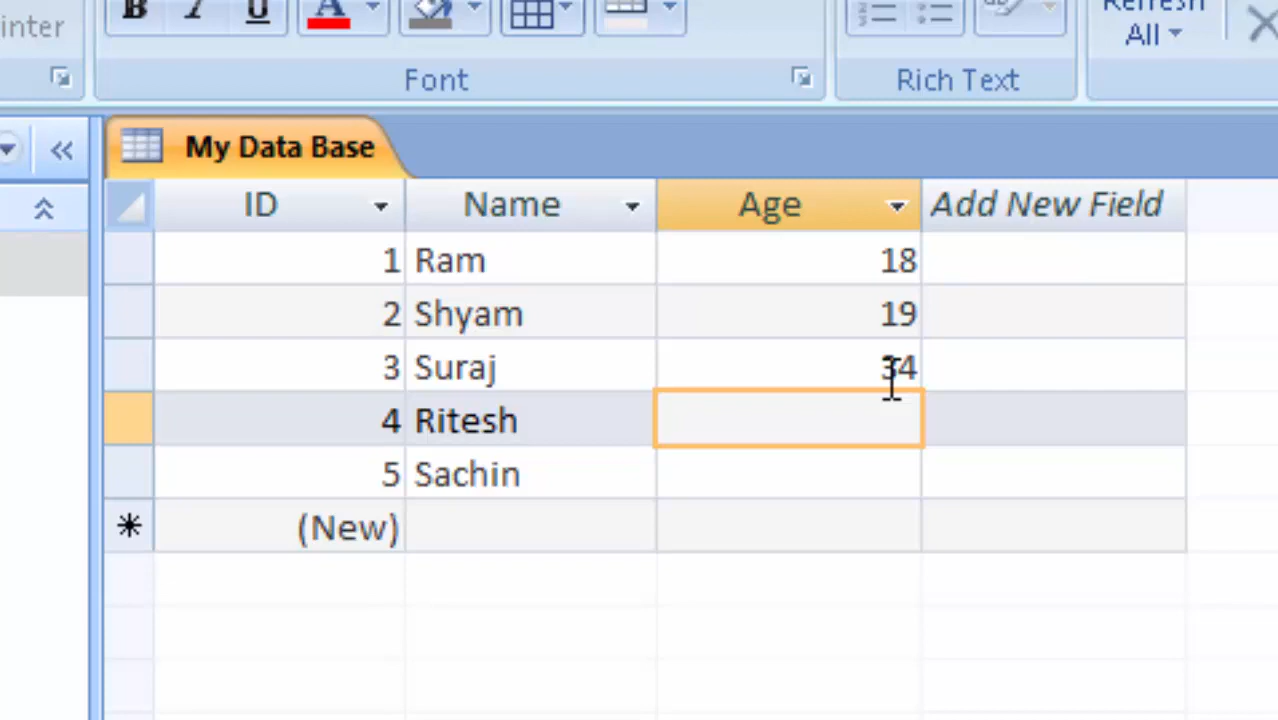 inter B I U A Refresh
All
Font Rich Text
My Data Base
ID Name Age Add New Field
1 Ram 18
2 Shyam 19
3 Suraj 34
4 Ritesh
5 Sachin
* (New)